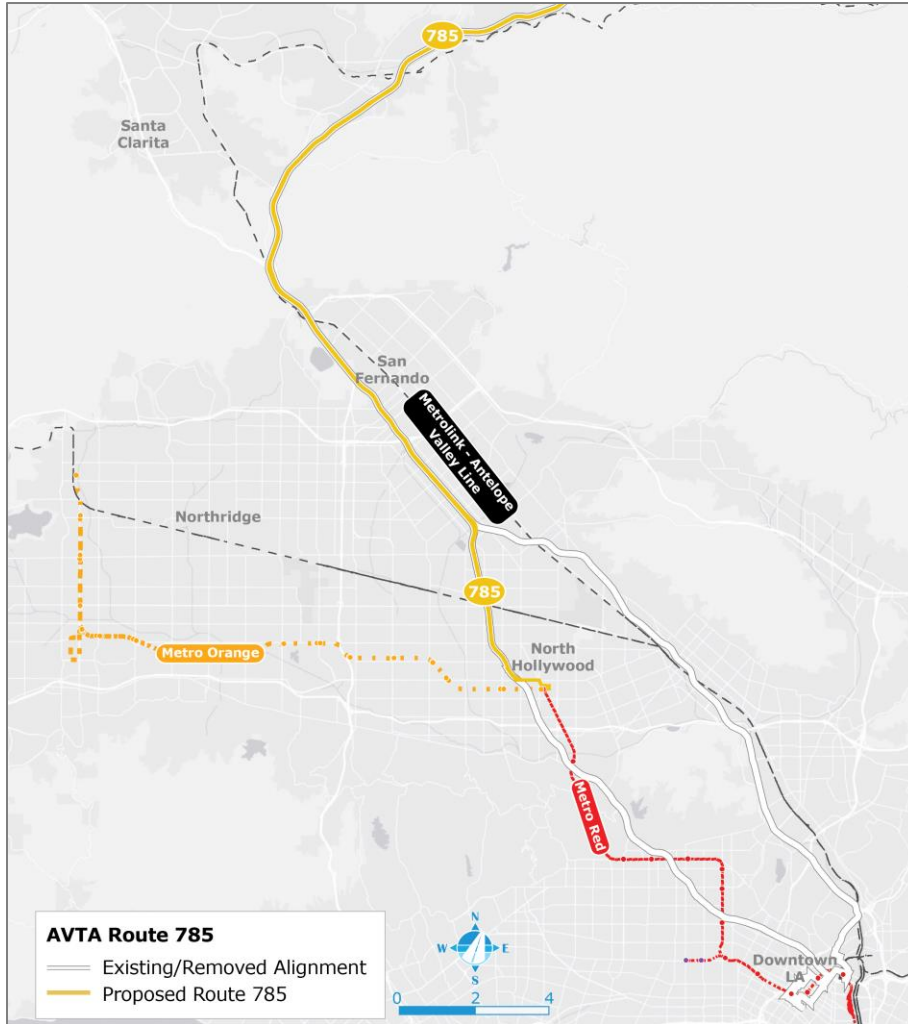 785
Santa
Clarita
San
Fernando
Metrolink – Antelope
Valley Line
Northridge
785
Metro Orange
North
Hollywood
Metro Red
AVTA Route 785
Existing/Removed Alignment
Proposed Route 785
N
W E
S
0 2 4
Downtown
LA